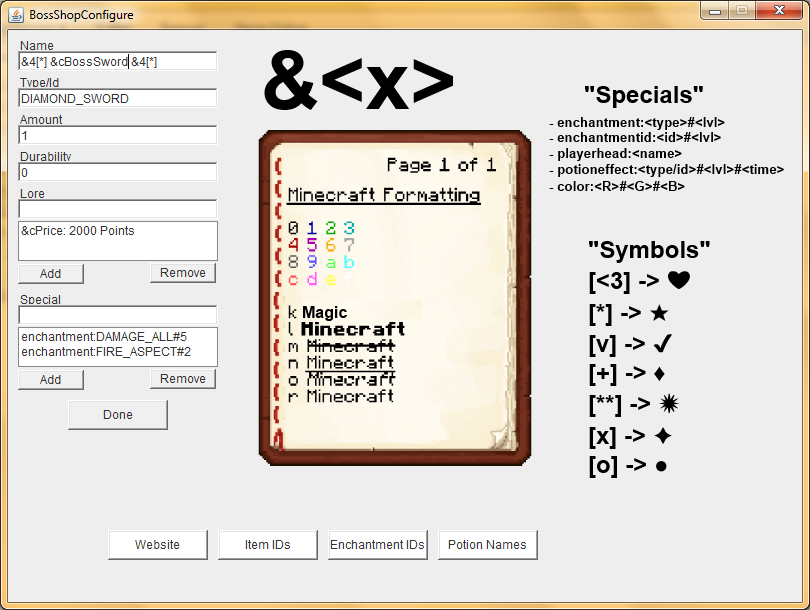 BossShopConfigure
Name
&4[*] &cBossSword &4[*]
Type/Id
DIAMOND_SWORD
Amount
1
Durability
0
Lore
&cPrice: 2000 Points
Add
Remove
Special
enchantment:DAMAGE_ALL#5
enchantment:FIRE_ASPECT#2
Add
Remove
Done
&<x>
Page 1 of 1
Minecraft Formatting
0 1 2 3
4 5 6 7
8 9 a b
c d e f
k Magic
l Minecraft
m Minecraft
n Minecraft
o Minecraft
r Minecraft
"Specials"
- enchantment:<type>#<lvl>
- enchantmentid:<id>#<lvl>
- playerhead:<name>
- potioneffect:<type/id>#<lvl>#<time>
- color:<R>#<G>#<B>
"Symbols"
[<3] -> ♥
[*] -> ★
[v] -> ✔
[+] -> ♦
[**] -> ✹
[x] -> ✦
[o] -> ●
Website
Item IDs
Enchantment IDs
Potion Names